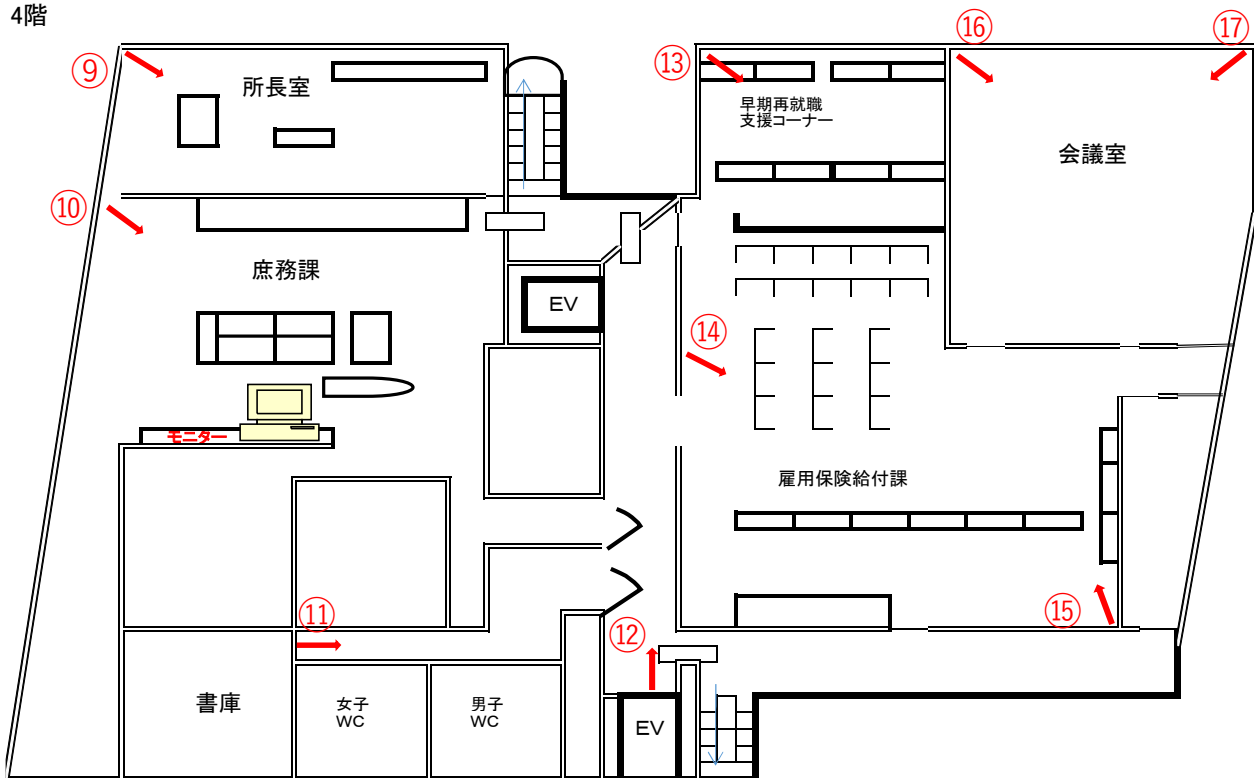 4階
⑨
所長室
⑬
早期再就職
支援コーナー
⑯
⑰
会議室
⑩
庶務課
EV
⑭
モニター
雇用保険給付課
⑪
⑫
⑮
書庫
女子
WC
男子
WC
EV